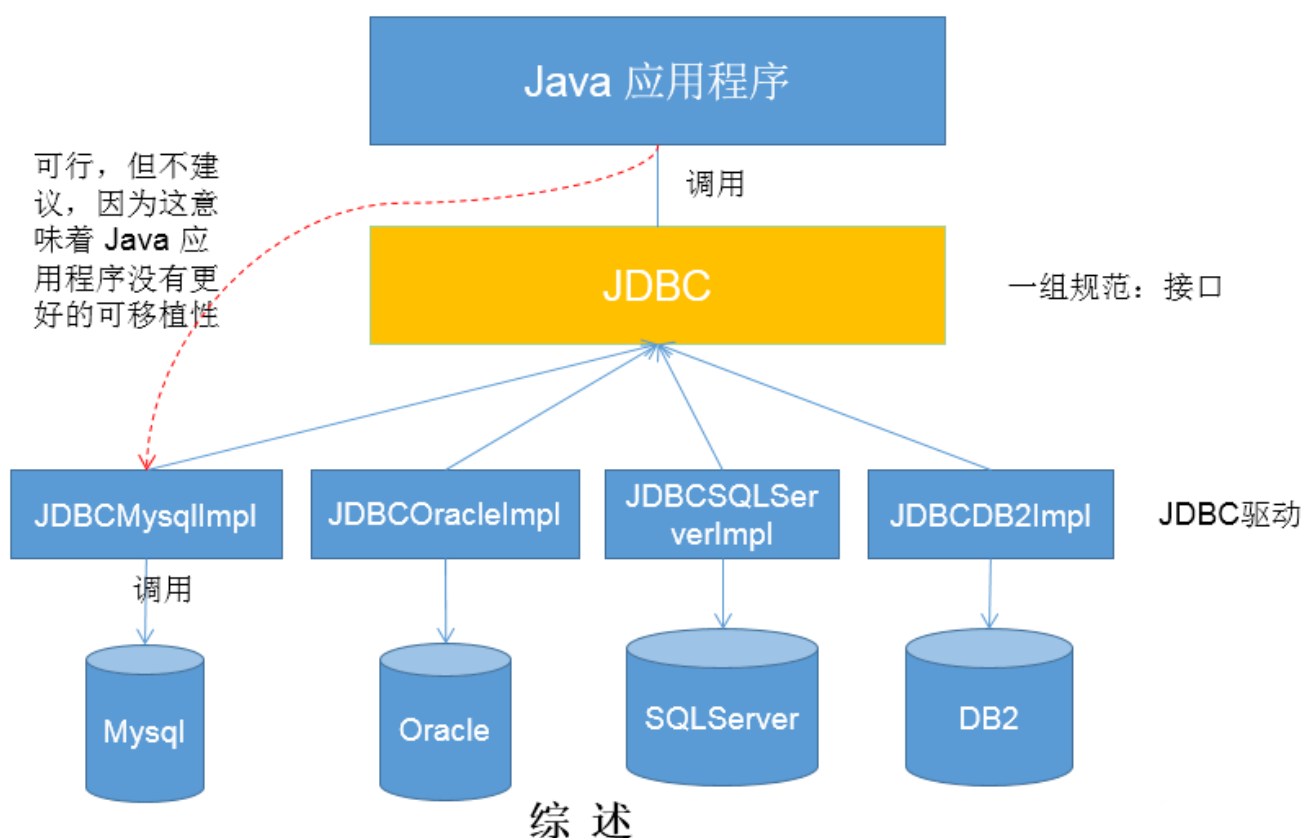 Java 应用程序
可行，但不建
议，因为这意
味着 Java 应
用程序没有更
好的可移植性
调用
JDBC
一组规范：接口
JDBCMysqlImpl
JDBCOracleImpl
JDBCSQLSer
verImpl
JDBCDB2Impl
JDBC驱动
调用
Mysql
Oracle
SQLServer
DB2
综 述